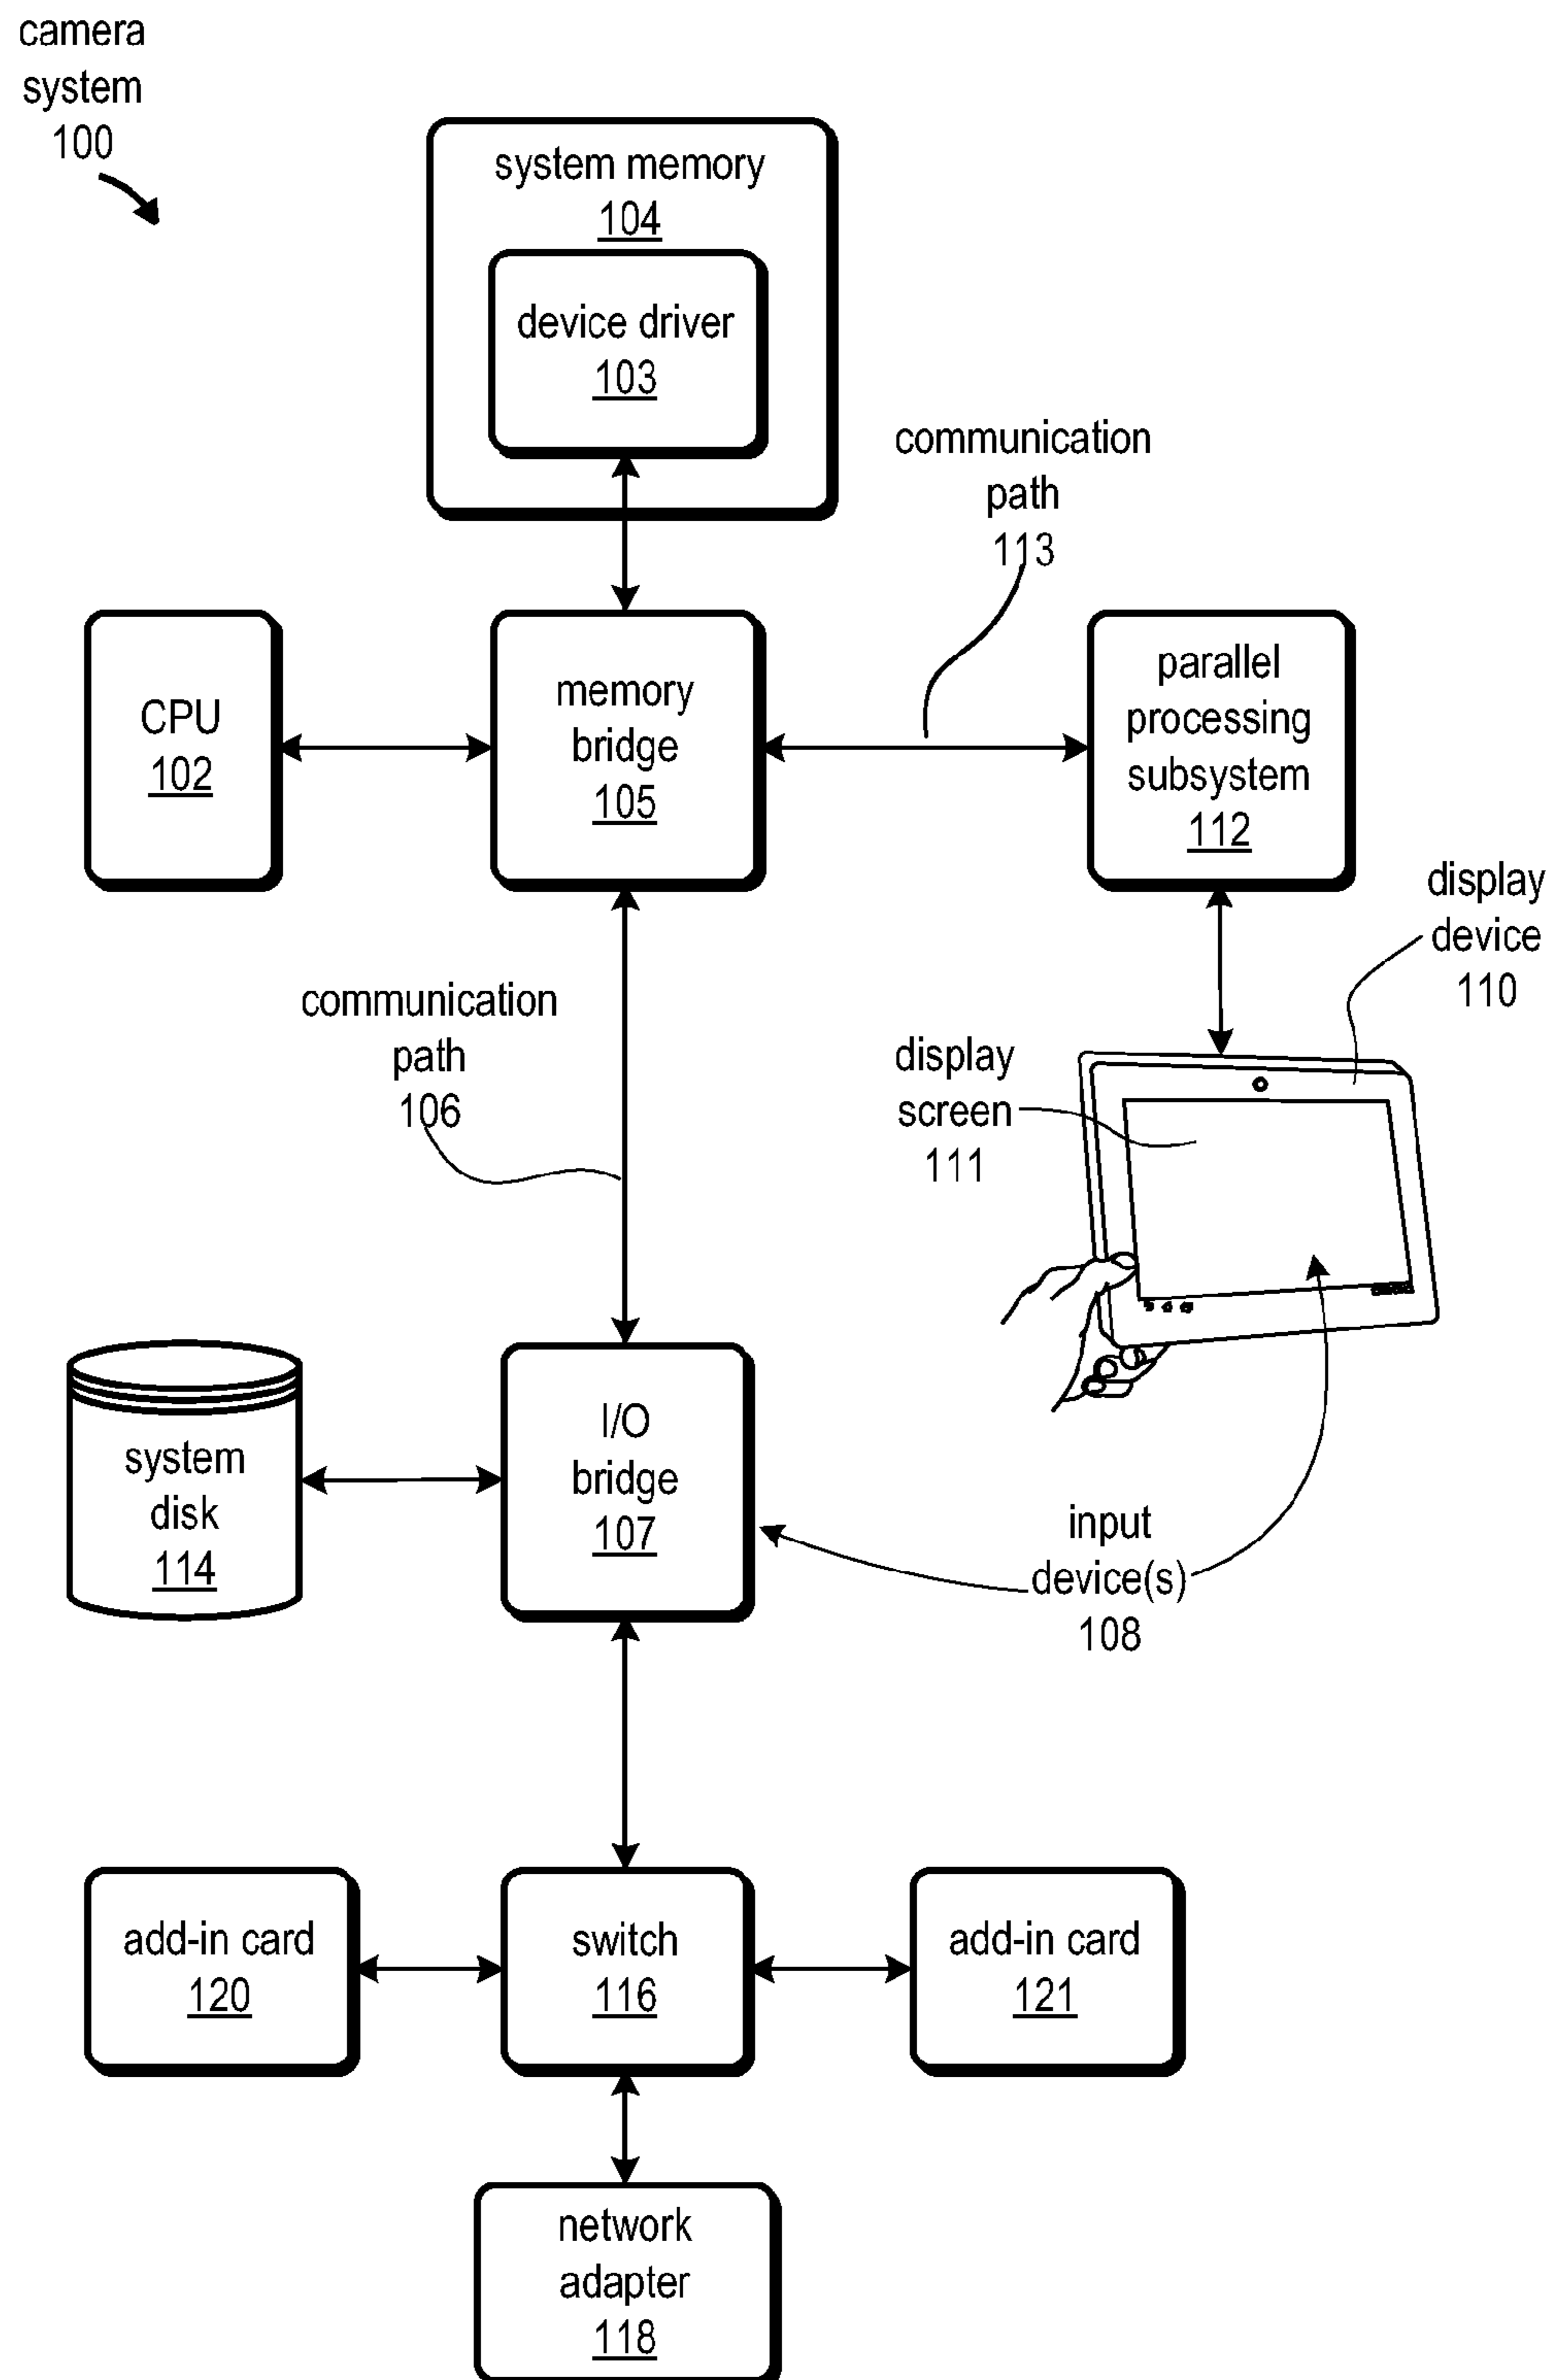 camera
system
100
system memory
104
device driver
103
communication
path
113
CPU
102
memory
bridge
105
parallel
processing
subsystem
112
display
device
110
communication
path
106
display
screen
111
system
disk
114
I/O
bridge
107
input
device(s)
108
add-in card
120
switch
116
add-in card
121
network
adapter
118